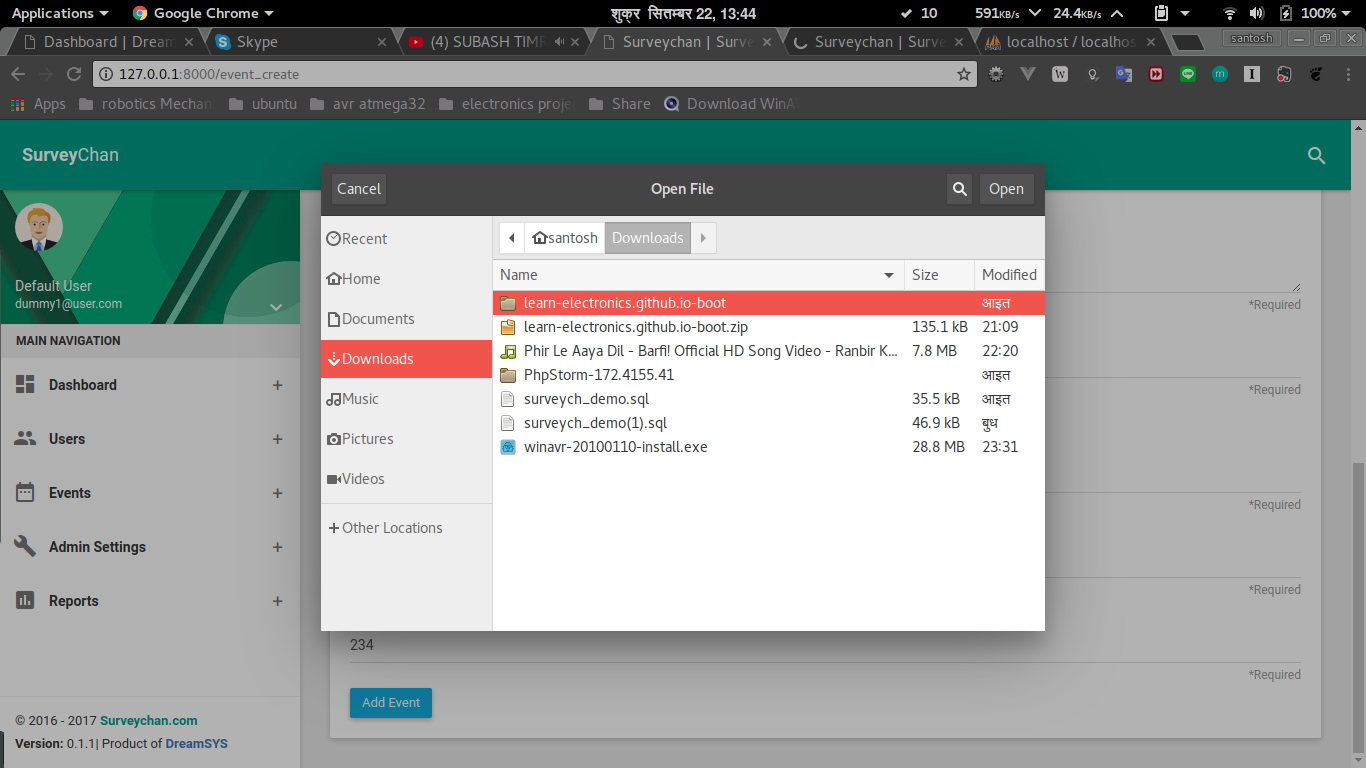 Applications
Google Chrome
शुक्र सितम्बर 22, 13:44
10
591KB/s
24.4KB/s
100%
Dashboard | Dream
Skype
(4) SUBASH TIM
Surveychan | Surve
Surveychan | Surve
localhost / localhos
santosh
127.0.0.1:8000/event_create
Apps
robotics Mechan
ubuntu
avr atmega32
electronics proje
Share
Download WinAV
SurveyChan
Default User
dummy1@user.com
MAIN NAVIGATION
Dashboard
Users
Events
Admin Settings
Reports
© 2016 - 2017 Surveychan.com
Version: 0.1.1| Product of DreamSYS
Cancel
Open File
Open
Recent
Home
Documents
Downloads
Music
Pictures
Videos
Other Locations
santosh
Downloads
Name Size Modified
learn-electronics.github.io-boot आइत
learn-electronics.github.io-boot.zip 135.1 kB 21:09
Phir Le Aaya Dil - Barfi! Official HD Song Video - Ranbir K... 7.8 MB 22:20
PhpStorm-172.4155.41 आइत
surveych_demo.sql 35.5 kB आइत
surveych_demo(1).sql 46.9 kB बुध
winavr-20100110-install.exe 28.8 MB 23:31
*Required
*Required
*Required
*Required
234
*Required
Add Event